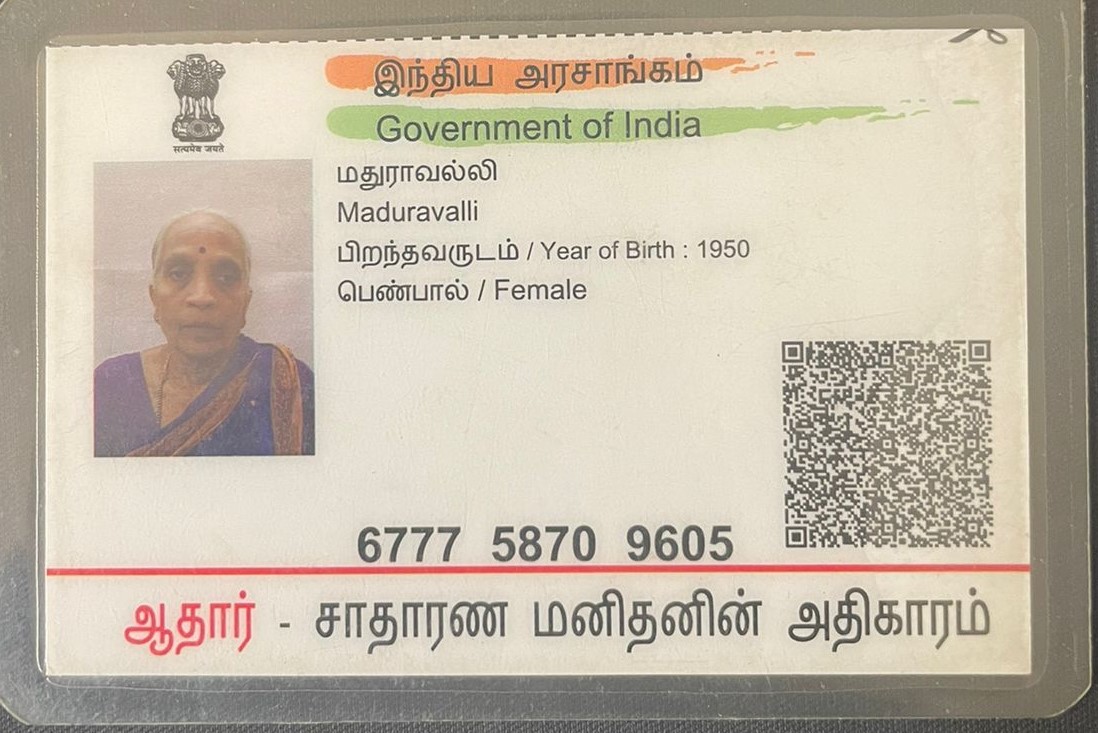 இந்திய அரசாங்கம்
Government of India
सत्यमेव जयते
மதுராவல்லி
Maduravalli
பிறந்தவருடம் / Year of Birth : 1950
பெண்பால் / Female
6777 5870 9605
ஆதார் - சாதாரண மனிதனின் அதிகாரம்